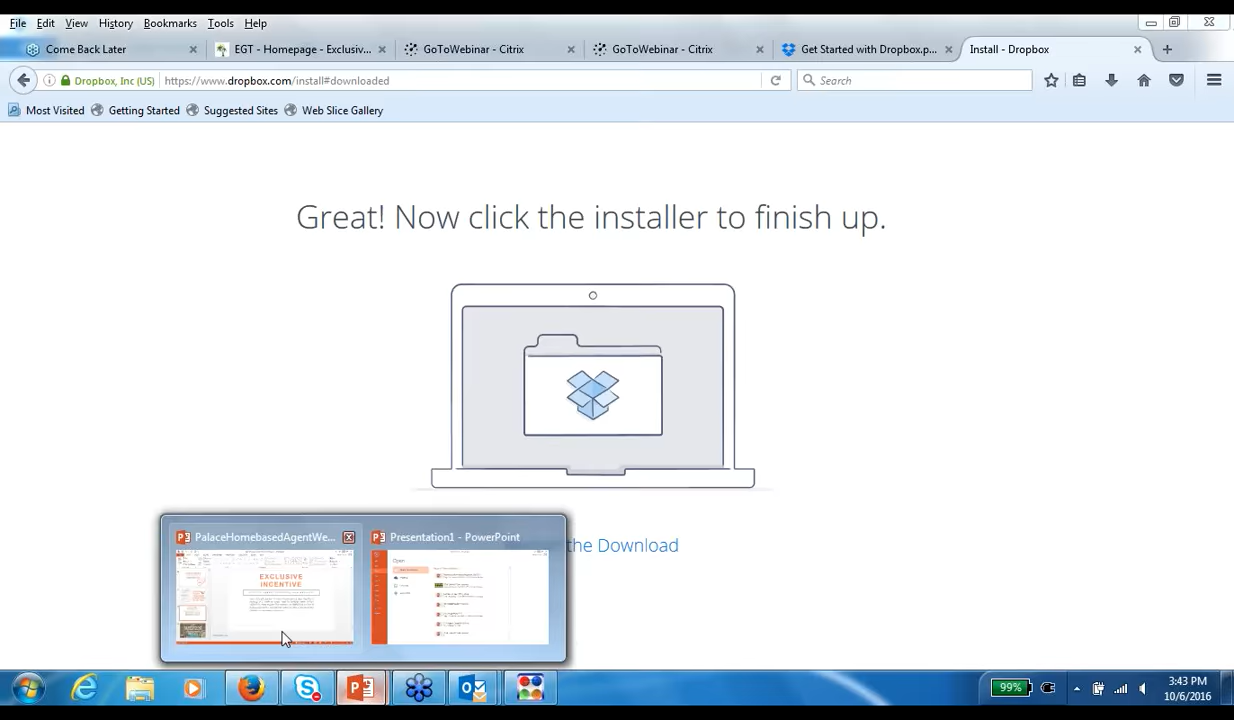 File Edit View History Bookmarks Tools Help
Come Back Later
EGT - Homepage - Exclusiv...
GoToWebinar - Citrix
GoToWebinar - Citrix
Get Started with Dropbox.p...
Install - Dropbox
Dropbox, Inc (US) https://www.dropbox.com/install#downloaded
Search
Most Visited Getting Started Suggested Sites Web Slice Gallery
Great! Now click the installer to finish up.
the Download
PalaceHomebasedAgentWe...
Presentation1 - PowerPoint
EXCLUSIVE
INCENTIVE
Open
99%
3:43 PM
10/6/2016